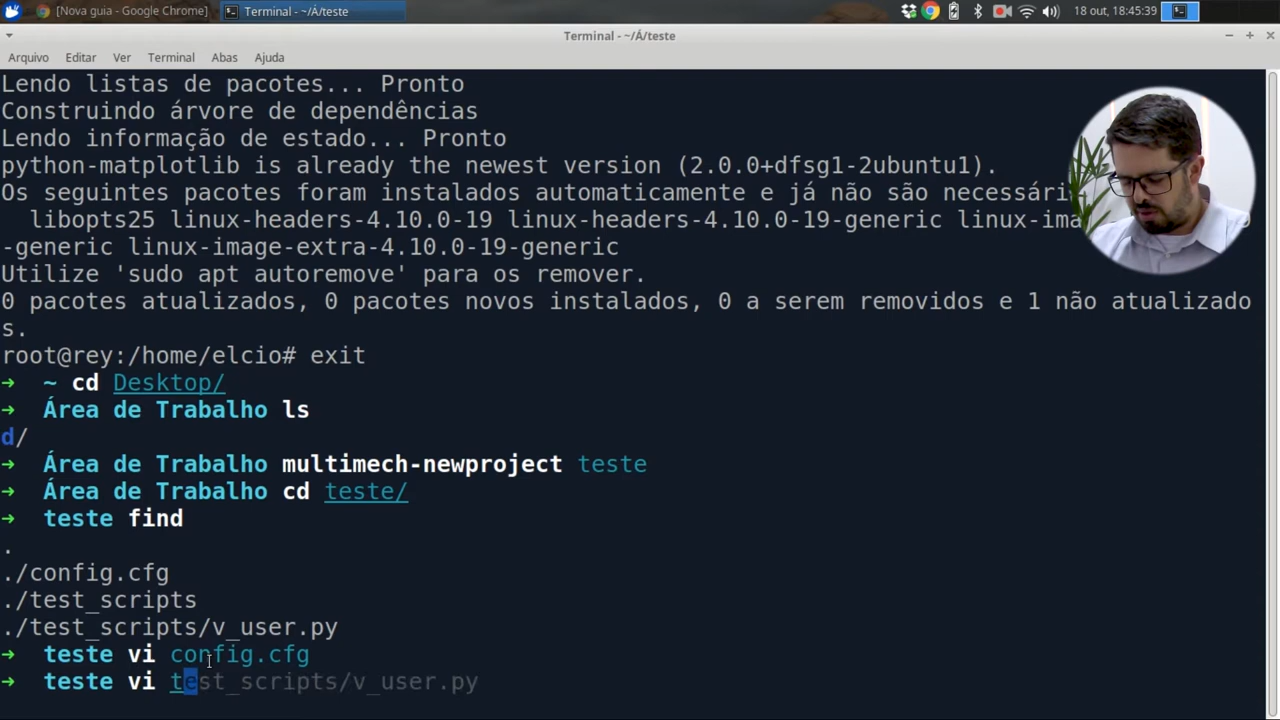 [Nova guia - Google Chrome]
Terminal - ~/Á/teste
18 out, 18:45:39
Terminal - ~/Á/teste
Arquivo Editar Ver Terminal Abas Ajuda
Lendo listas de pacotes... Pronto
Construindo árvore de dependências
Lendo informação de estado... Pronto
python-matplotlib is already the newest version (2.0.0+dfsg1-2ubuntu1).
Os seguintes pacotes foram instalados automaticamente e já não são necessári
libopts25 linux-headers-4.10.0-19 linux-headers-4.10.0-19-generic linux-ima
-generic linux-image-extra-4.10.0-19-generic
Utilize 'sudo apt autoremove' para os remover.
0 pacotes atualizados, 0 pacotes novos instalados, 0 a serem removidos e 1 não atualizado
s.
root@rey:/home/elcio# exit
➜ ~ cd Desktop/
➜ Área de Trabalho ls
d/
➜ Área de Trabalho multimech-newproject teste
➜ Área de Trabalho cd teste/
➜ teste find
.
./config.cfg
./test_scripts
./test_scripts/v_user.py
➜ teste vi config.cfg
➜ teste vi test_scripts/v_user.py